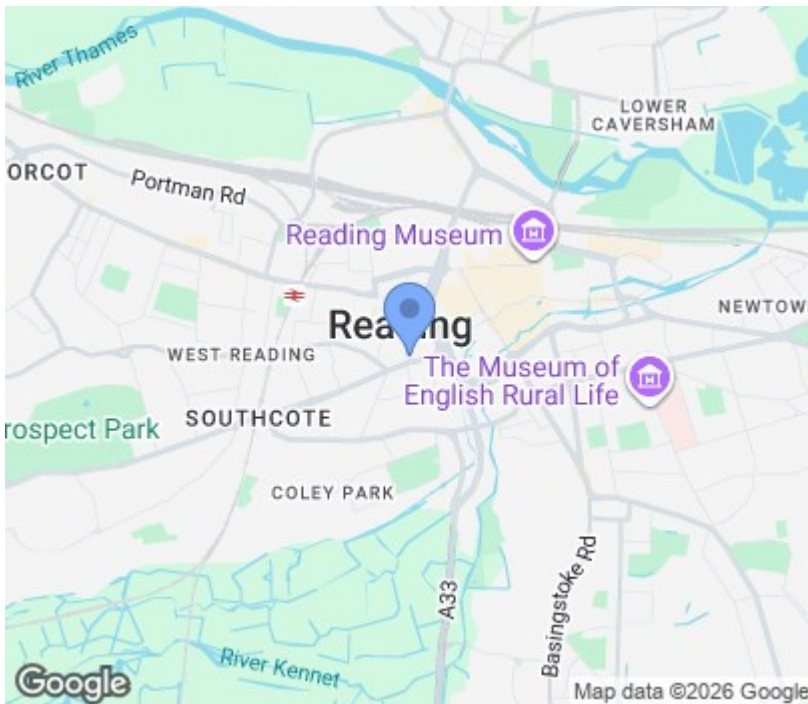 River Thames
LOWER
CAVERSHAM
ORCOT
Portman Rd
Reading Museum
Reading
NEWTOW
WEST READING
The Museum of
English Rural Life
SOUTHCOTE
rospect Park
COLEY PARK
A33
Basingstoke Rd
River Kennet
Google
Map data ©2026 Google